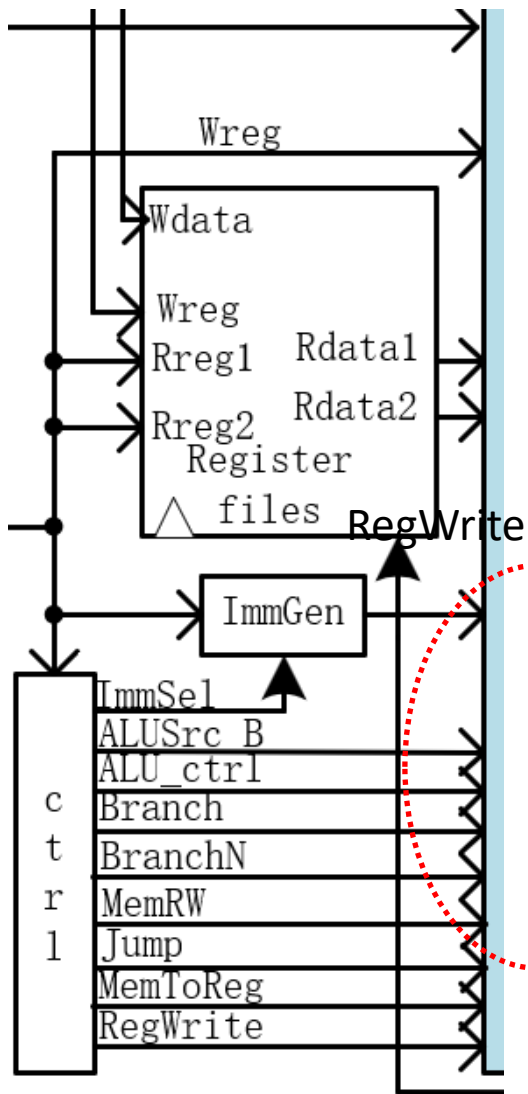 Wreg
Wdata
Wreg
Rreg1
Rdata1
Rreg2
Rdata2
Register
files
RegWrite
ImmGen
ctrl
ImmSel
ALUSrc_B
ALU_ctrl
Branch
BranchN
MemRW
Jump
MemToReg
RegWrite